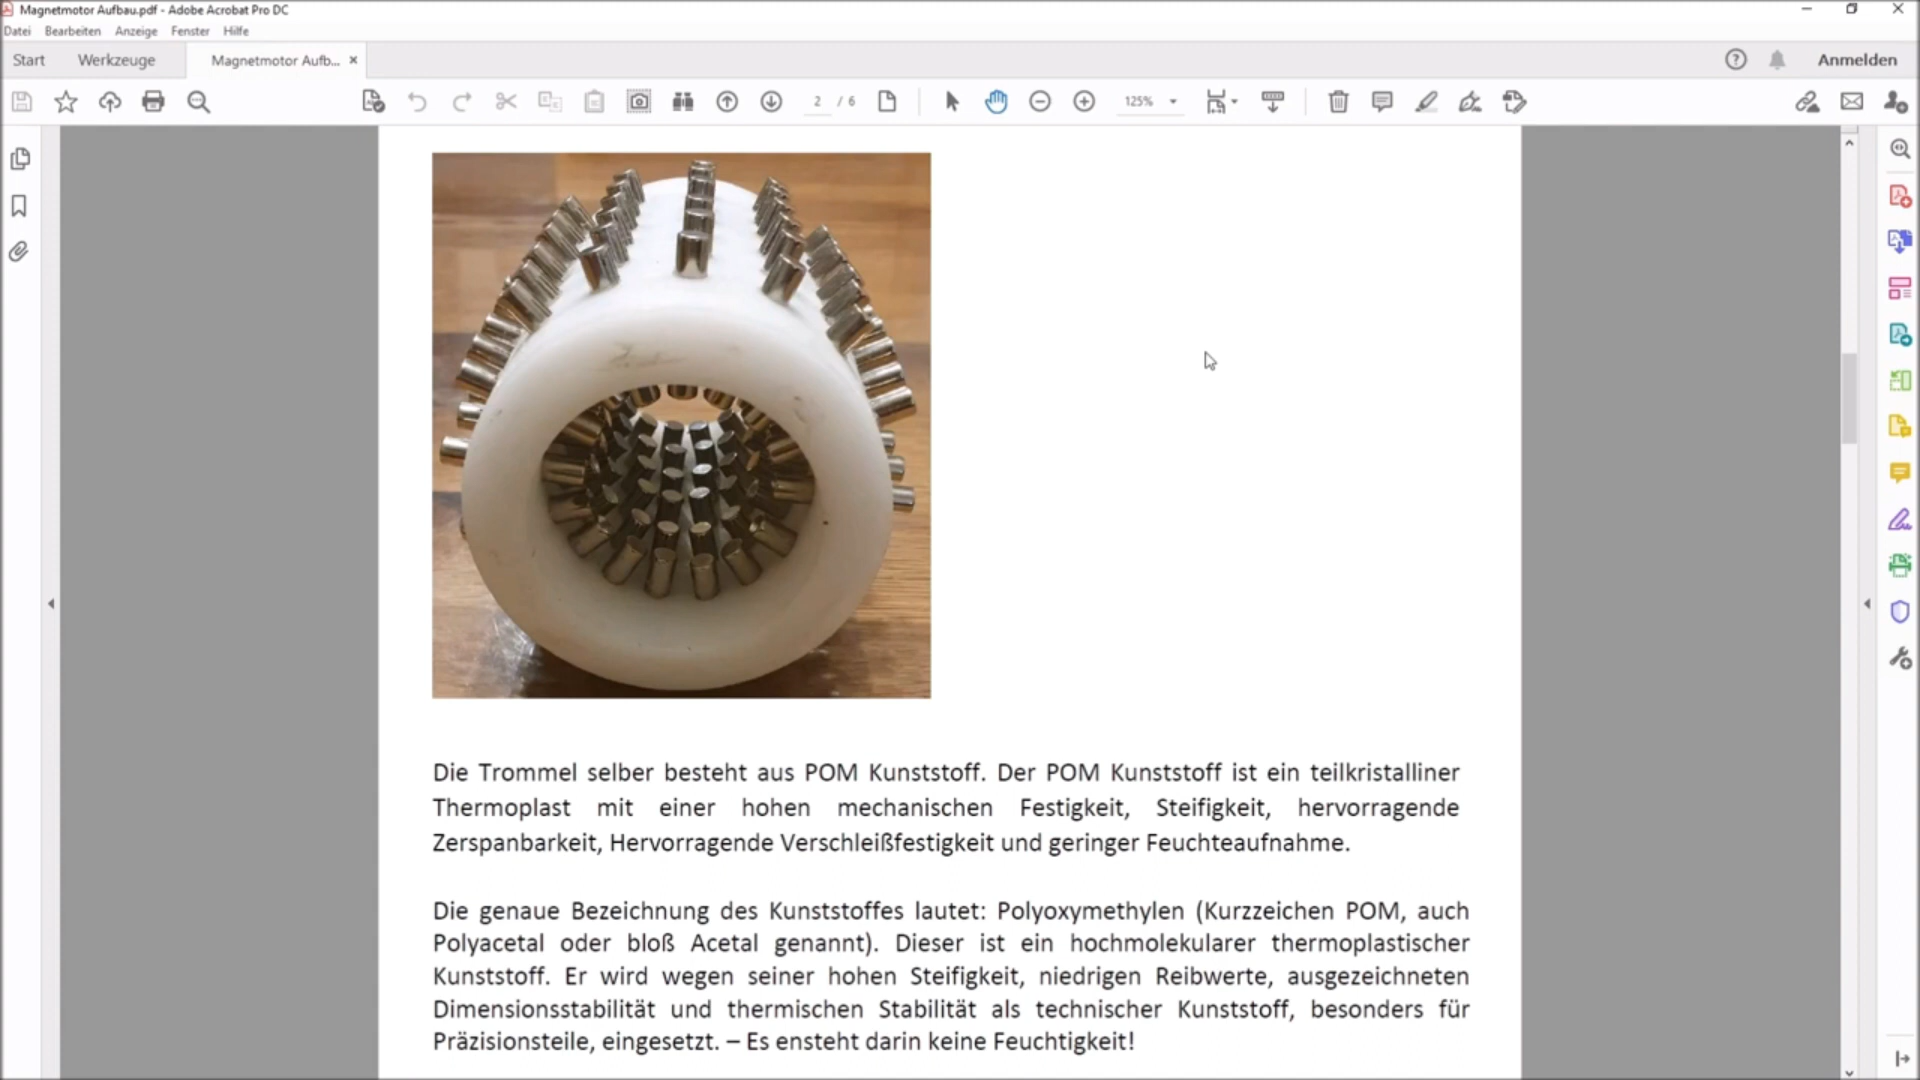 Magnetmotor Aufbau.pdf - Adobe Acrobat Pro DC
Datei Bearbeiten Anzeige Fenster Hilfe
Start Werkzeuge Magnetmotor Aufb... × Anmelden
2 / 6 125%
Die Trommel selber besteht aus POM Kunststoff. Der POM Kunststoff ist ein teilkristalliner
Thermoplast mit einer hohen mechanischen Festigkeit, Steifigkeit, hervorragende
Zerspanbarkeit, Hervorragende Verschleißfestigkeit und geringer Feuchteaufnahme.
Die genaue Bezeichnung des Kunststoffes lautet: Polyoxymethylen (Kurzzeichen POM, auch
Polyacetal oder bloß Acetal genannt). Dieser ist ein hochmolekularer thermoplastischer
Kunststoff. Er wird wegen seiner hohen Steifigkeit, niedrigen Reibwerte, ausgezeichneten
Dimensionsstabilität und thermischen Stabilität als technischer Kunststoff, besonders für
Präzisionsteile, eingesetzt. – Es ensteht darin keine Feuchtigkeit!